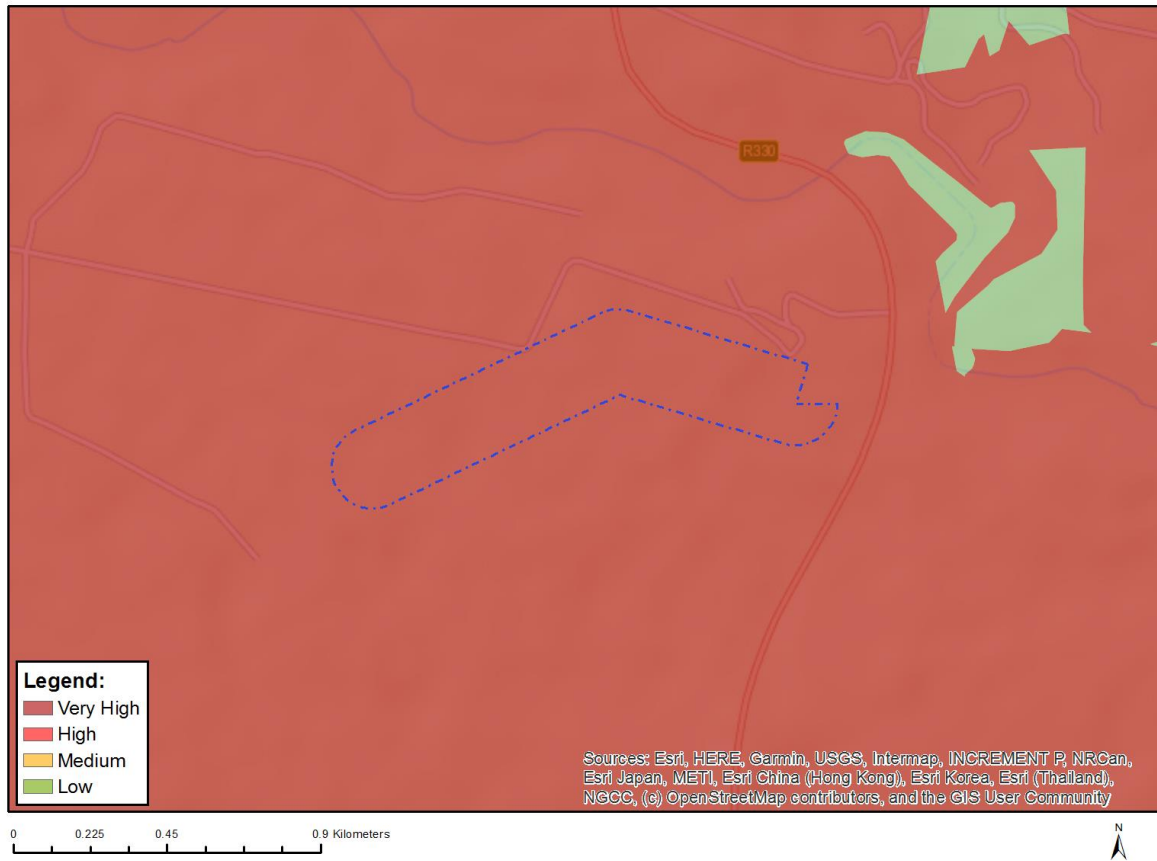 R330
Legend:
Very High
High
Medium
Low
Sources: Esri, HERE, Garmin, USGS, Intermap, INCREMENT P, NRCan,
Esri Japan, METI, Esri China (Hong Kong), Esri Korea, Esri (Thailand),
NGCC, (c) OpenStreetMap contributors, and the GIS User Community
0 0.225 0.45 0.9 Kilometers
N